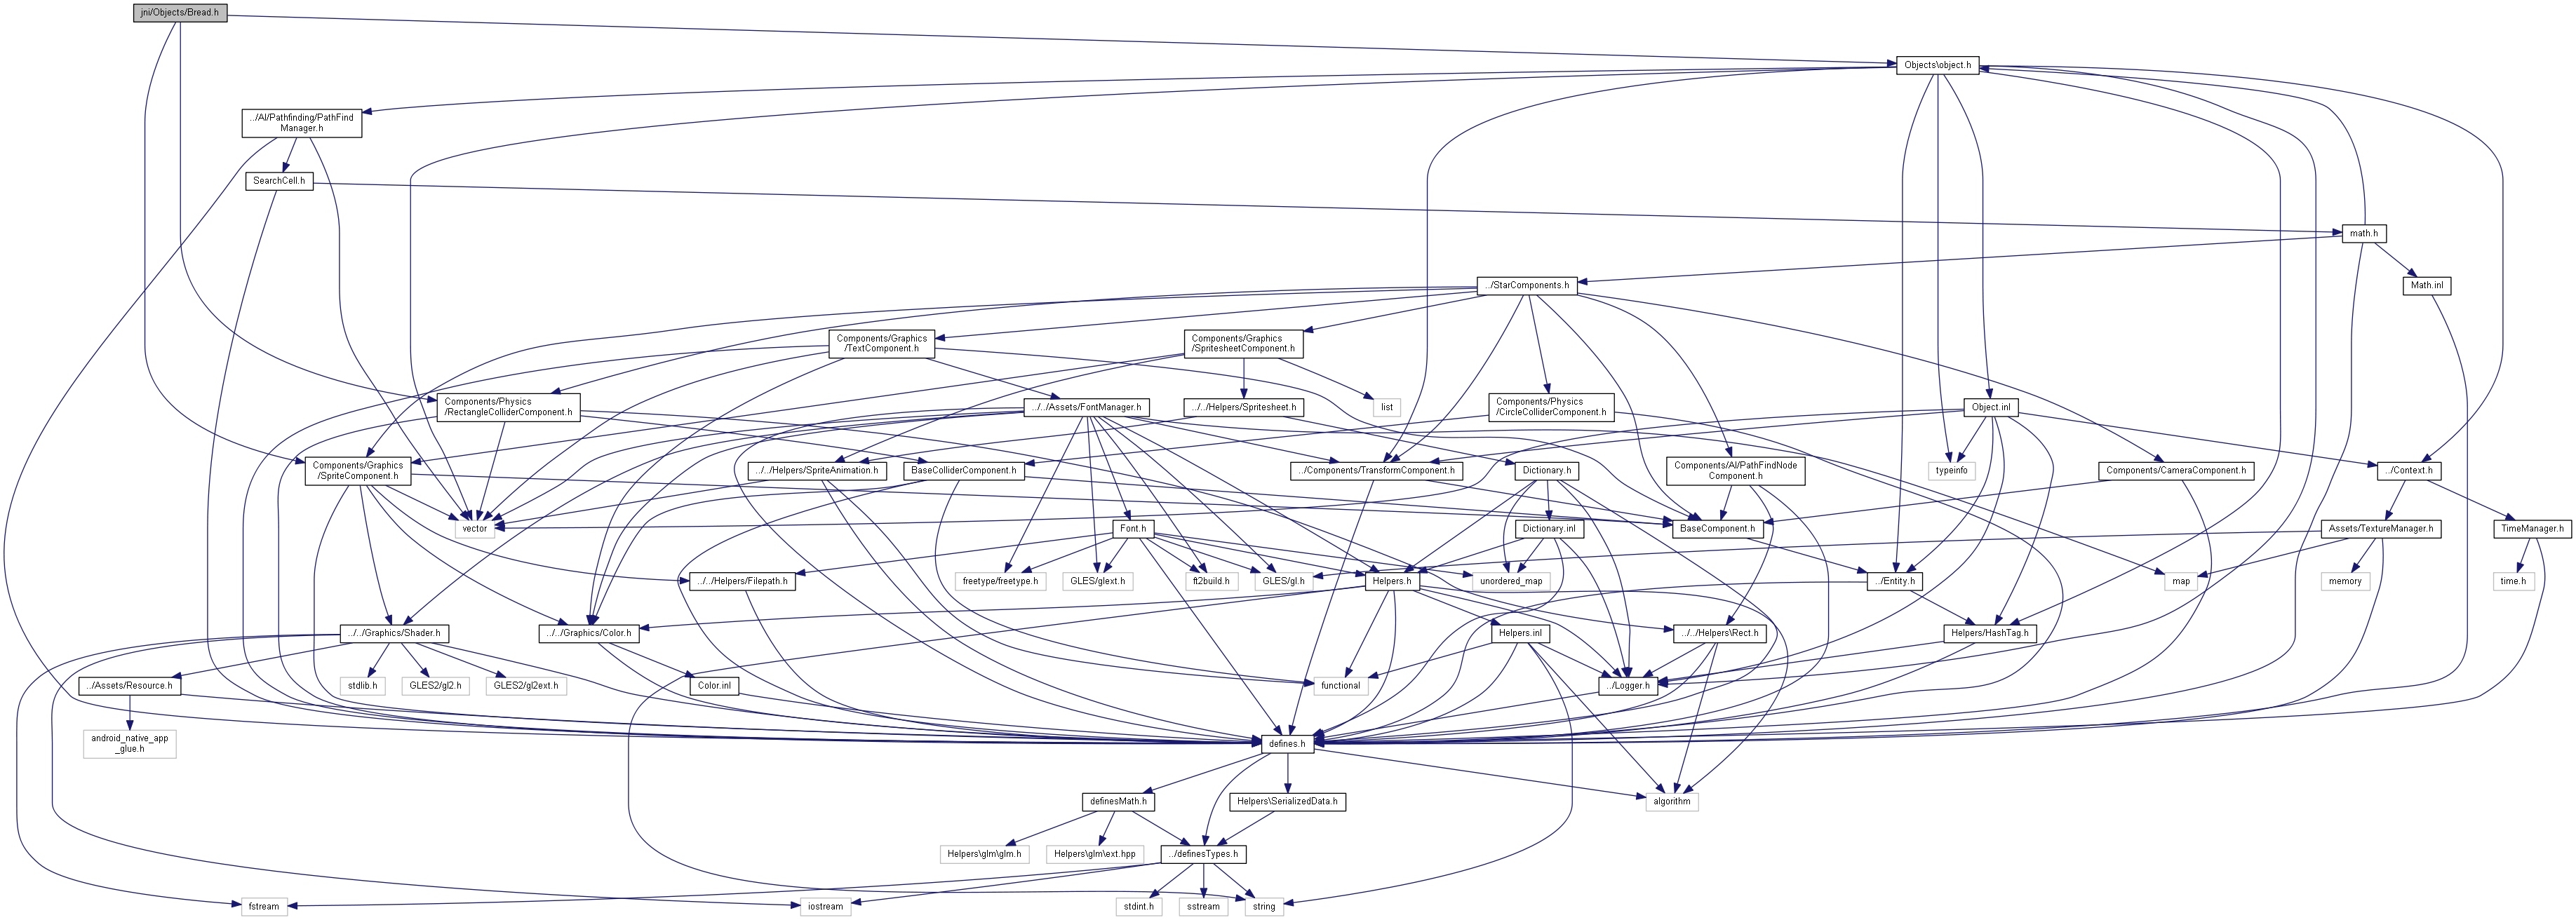 jni/Objects/Bread.h
Objects\object.h
../AI/Pathfinding/PathFind
Manager.h
SearchCell.h
math.h
../StarComponents.h
Math.inl
Components/Graphics
/TextComponent.h
Components/Graphics
/SpritesheetComponent.h
Components/Physics
/RectangleColliderComponent.h
../../Assets/FontManager.h
../../Helpers/Spritesheet.h
list
Components/Physics
/CircleColliderComponent.h
Object.inl
Components/Graphics
/SpriteComponent.h
../../Helpers/SpriteAnimation.h
BaseColliderComponent.h
../Components/TransformComponent.h
Dictionary.h
Components/AI/PathFindNode
Component.h
typeinfo
Components/CameraComponent.h
../Context.h
vector
Font.h
Dictionary.inl
BaseComponent.h
Assets/TextureManager.h
TimeManager.h
../../Helpers/Filepath.h
freetype/freetype.h
GLES/glext.h
ft2build.h
GLES/gl.h
Helpers.h
unordered_map
../Entity.h
map
memory
time.h
../../Graphics/Shader.h
../../Graphics/Color.h
Helpers.inl
../../Helpers\Rect.h
Helpers/HashTag.h
../Assets/Resource.h
stdlib.h
GLES2/gl2.h
GLES2/gl2ext.h
Color.inl
functional
../Logger.h
android_native_app
_glue.h
defines.h
definesMath.h
Helpers\SerializedData.h
algorithm
Helpers\glm\glm.h
Helpers\glm\ext.hpp
../definesTypes.h
fstream
iostream
stdint.h
sstream
string